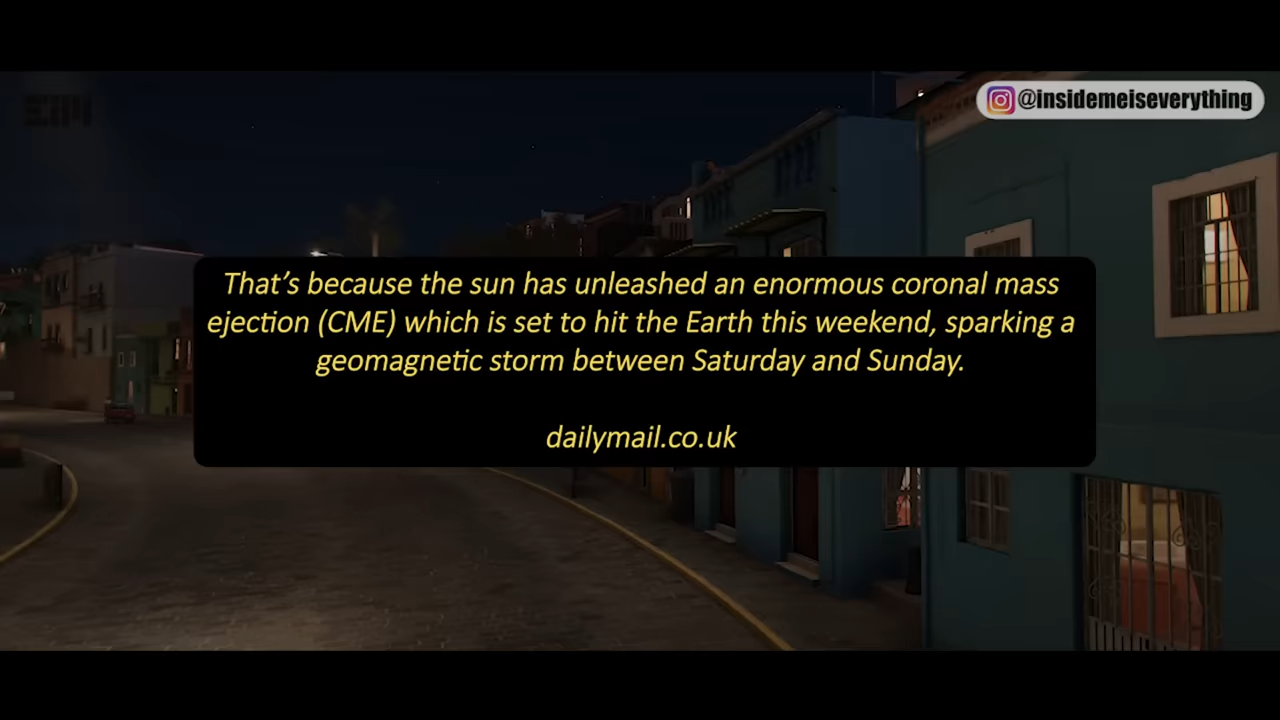 @insidemeiseverything
That’s because the sun has unleashed an enormous coronal mass
ejection (CME) which is set to hit the Earth this weekend, sparking a
geomagnetic storm between Saturday and Sunday.
dailymail.co.uk